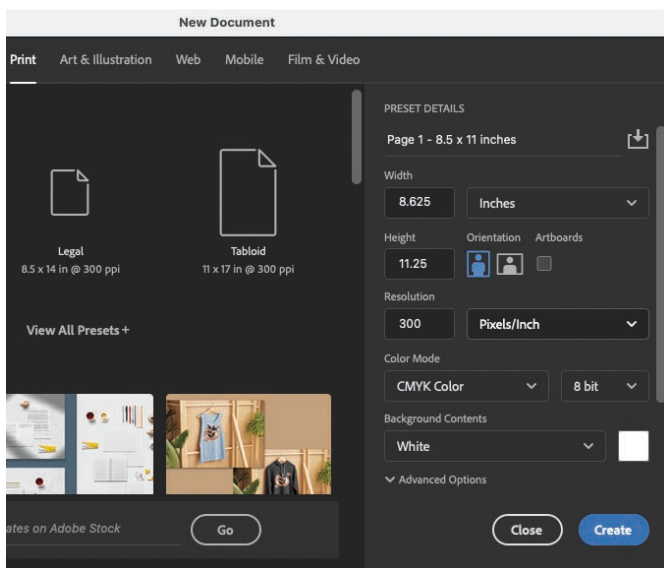 New Document
Print Art & Illustration Web Mobile Film & Video
Legal
8.5 x 14 in @ 300 ppi
Tabloid
11 x 17 in @ 300 ppi
View All Presets +
ates on Adobe Stock
Go
PRESET DETAILS
Page 1 - 8.5 x 11 inches
Width
8.625 Inches
Height Orientation Artboards
11.25
Resolution
300 Pixels/Inch
Color Mode
CMYK Color 8 bit
Background Contents
White
Advanced Options
Close Create